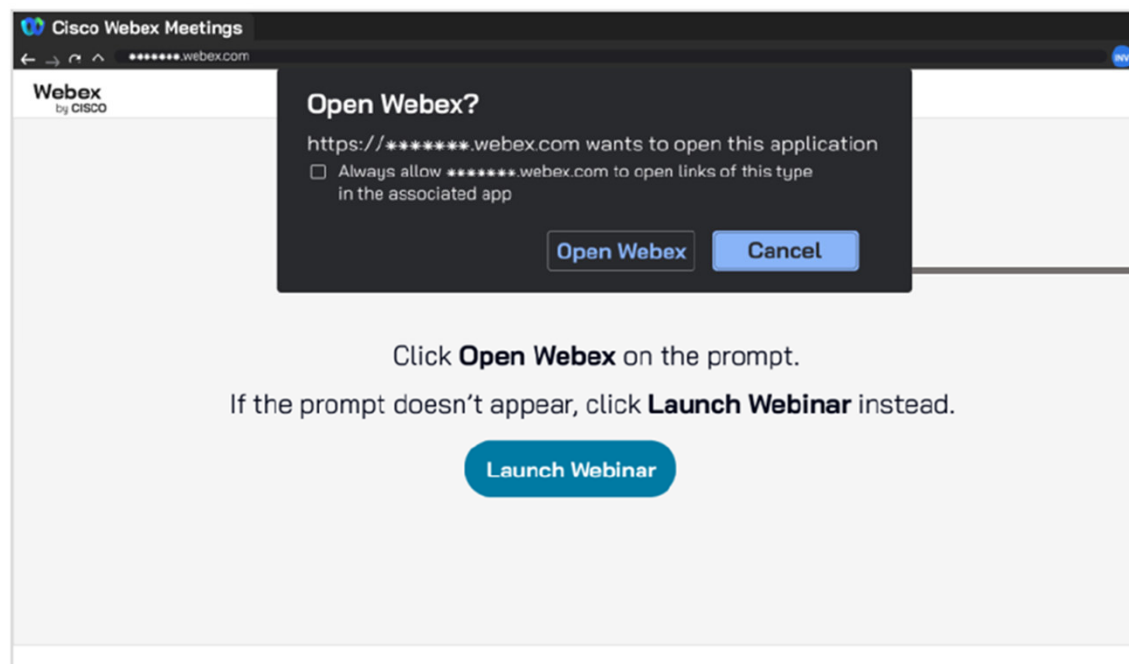 Cisco Webex Meetings
*******.webex.com
INV
Webex
by CISCO
Open Webex?
https://*******.webex.com wants to open this application
Always allow *******.webex.com to open links of this type
in the associated app
Open Webex
Cancel
Click Open Webex on the prompt.
If the prompt doesn't appear, click Launch Webinar instead.
Launch Webinar